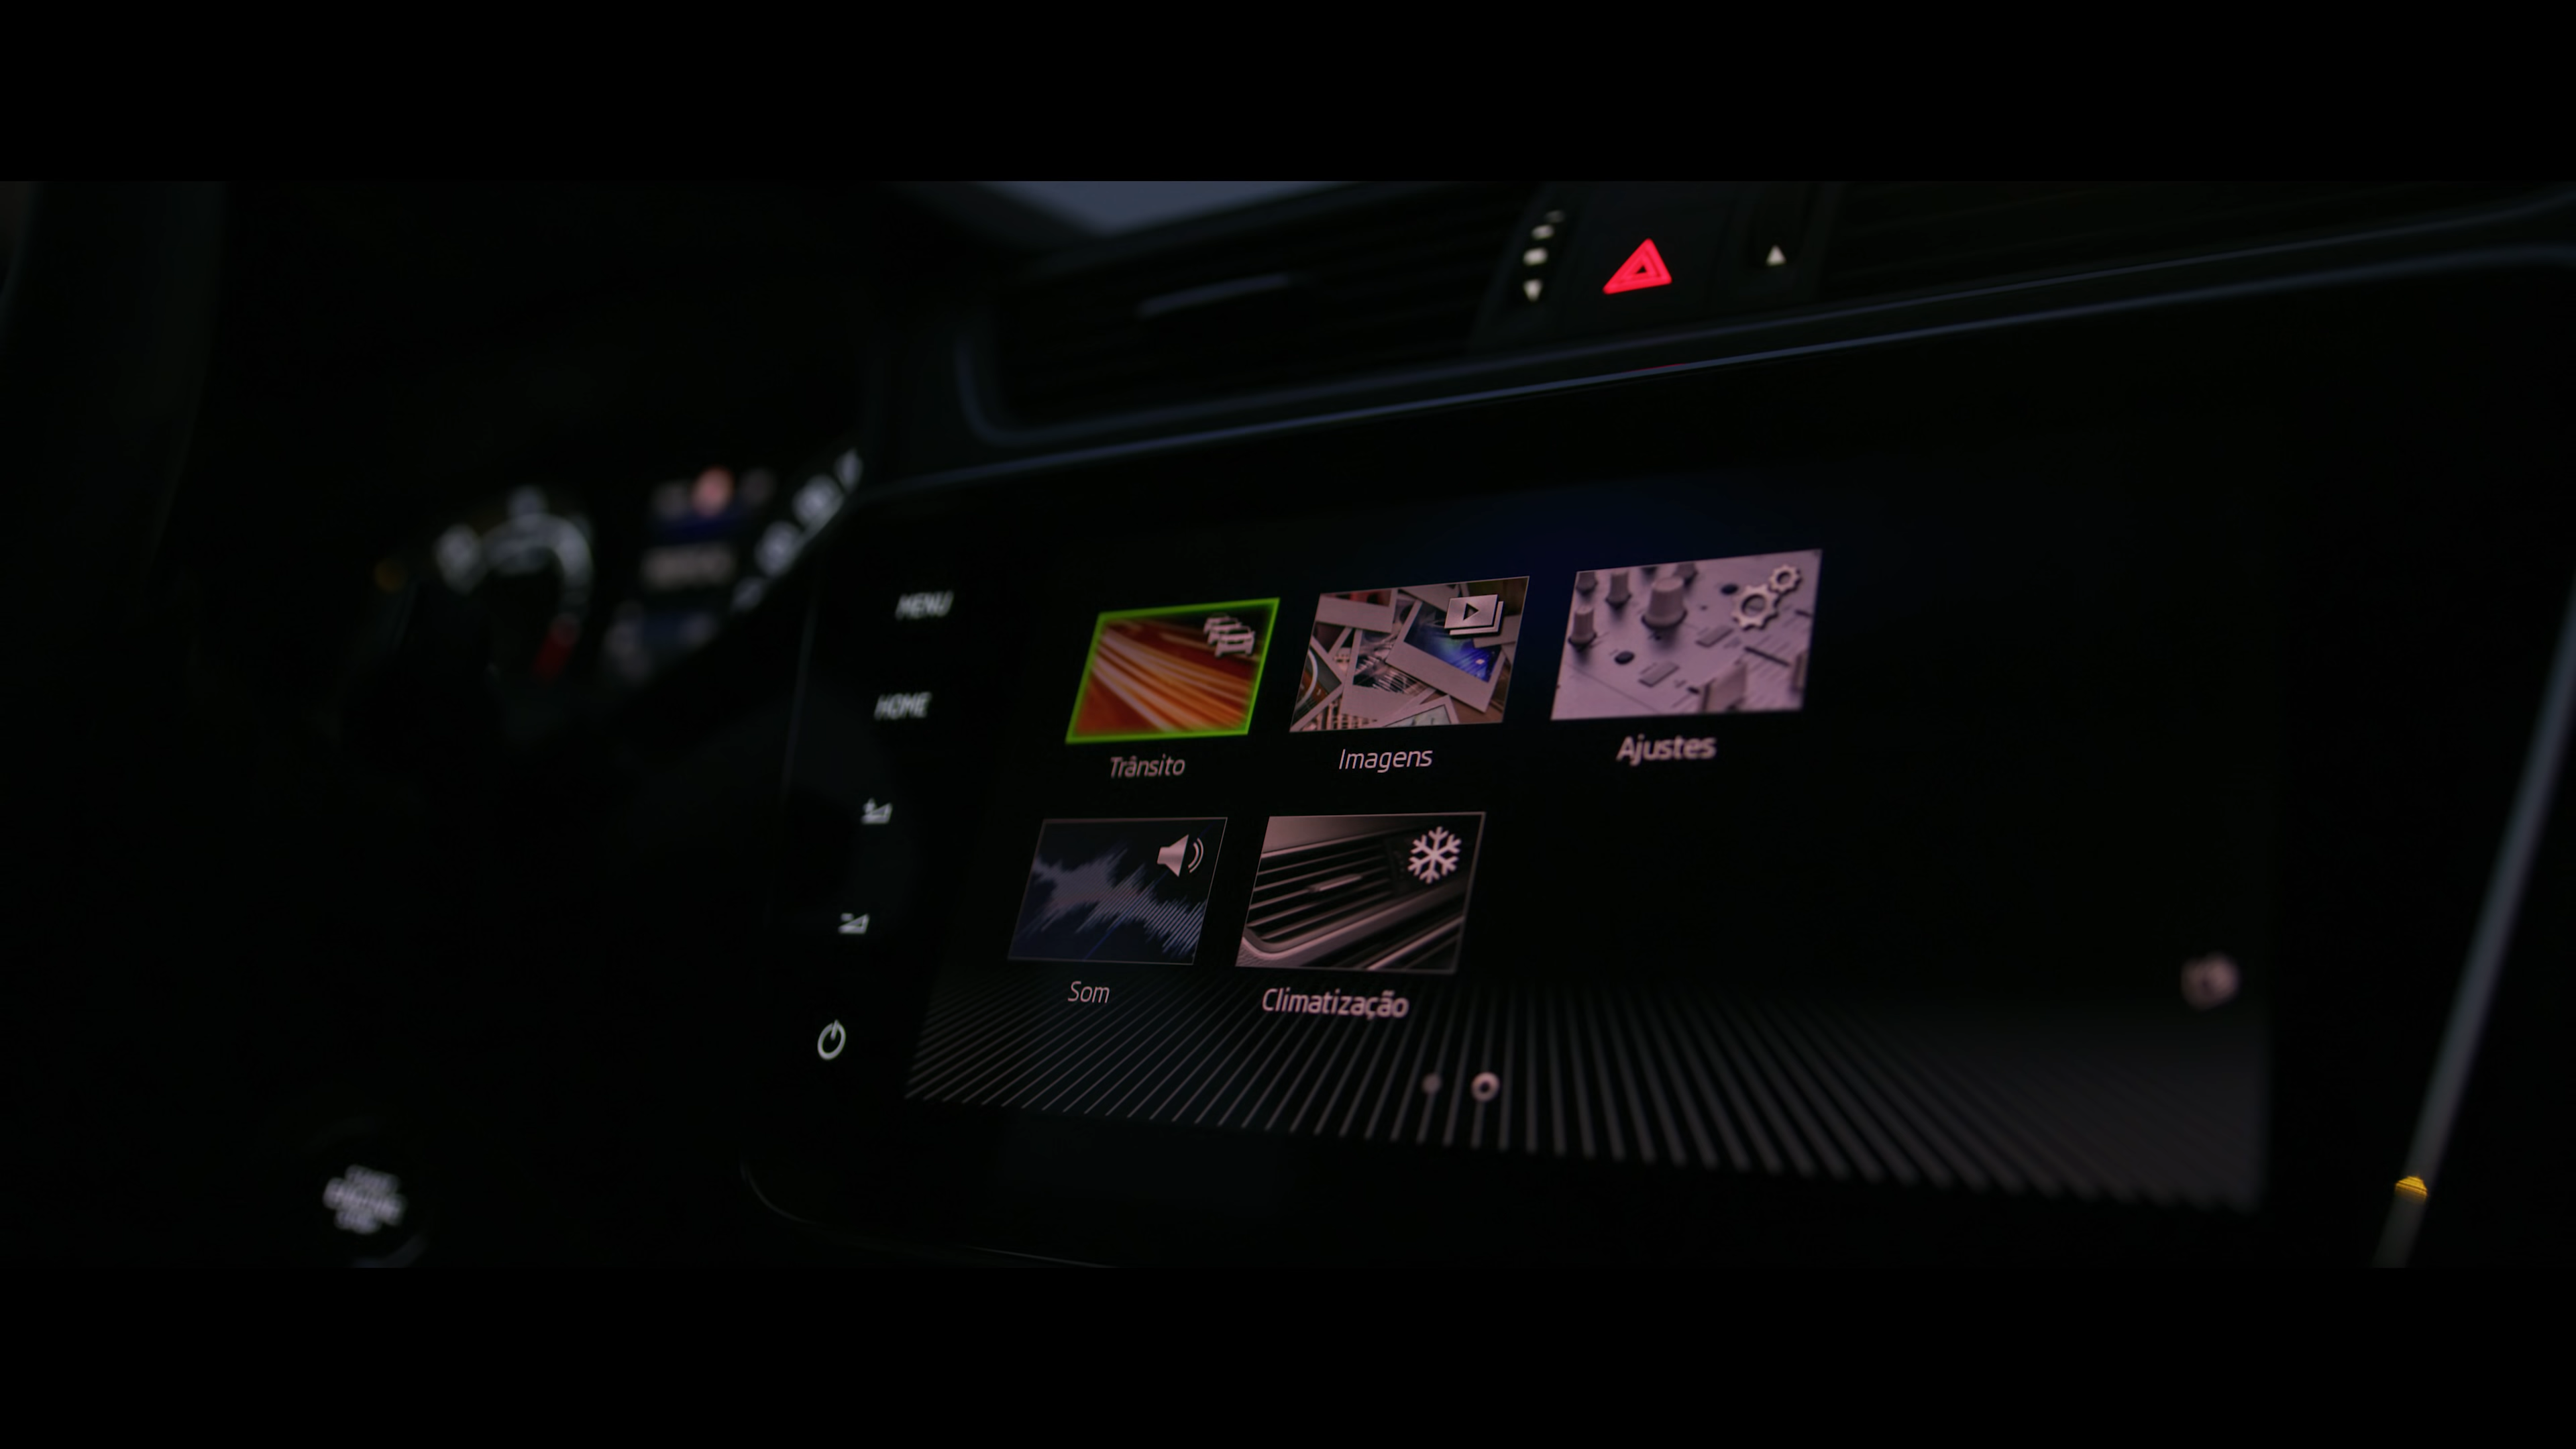 MENU
HOME
Trânsito
Imagens
Ajustes
Som
Climatização